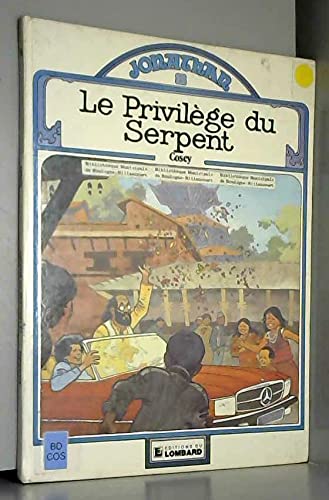 JONATHAN
Le Privilège du
Serpent
Cosey
Bibliothèque Municipale Bibliothèque Municipale Bibliothèque Municipale
de Boulogne-Billancourt de Boulogne-Billancourt de Boulogne-Billancourt
EDITIONS DU
LOMBARD
BD
COS